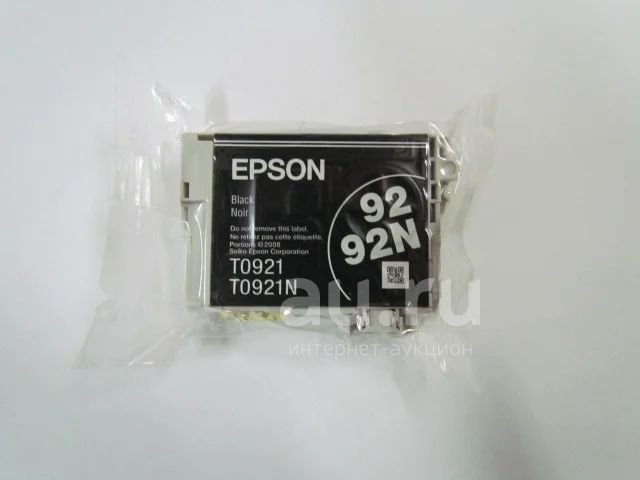 EPSON
Black
Noir
Do not remove this label.
Ne retirez pas cette étiquette.
Portions ©2008
Seiko Epson Corporation
T0921
T0921N
92
92N
au.ru
интернет-аукцион